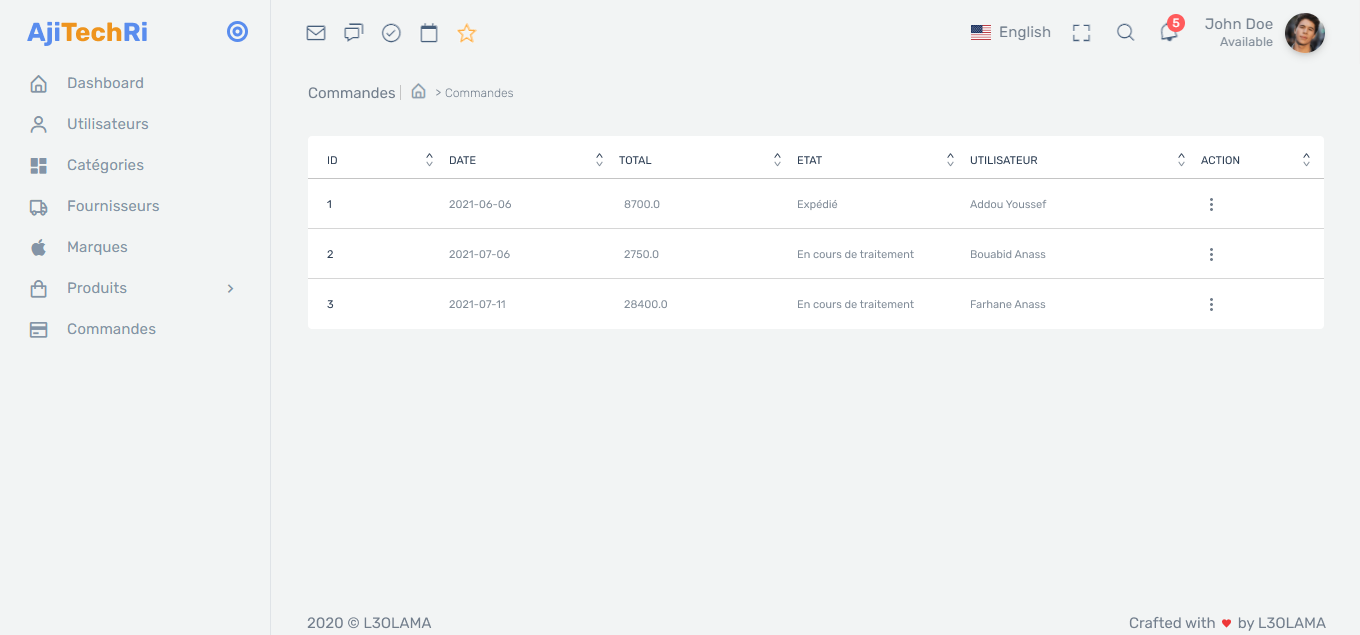 AjiTechRi
English
5
John Doe
Available
Dashboard
Utilisateurs
Catégories
Fournisseurs
Marques
Produits
Commandes
Commandes
> Commandes
ID DATE TOTAL ETAT UTILISATEUR ACTION
1 2021-06-06 8700.0 Expédié Addou Youssef
2 2021-07-06 2750.0 En cours de traitement Bouabid Anass
3 2021-07-11 28400.0 En cours de traitement Farhane Anass
2020 © L3OLAMA
Crafted with ♥ by L3OLAMA